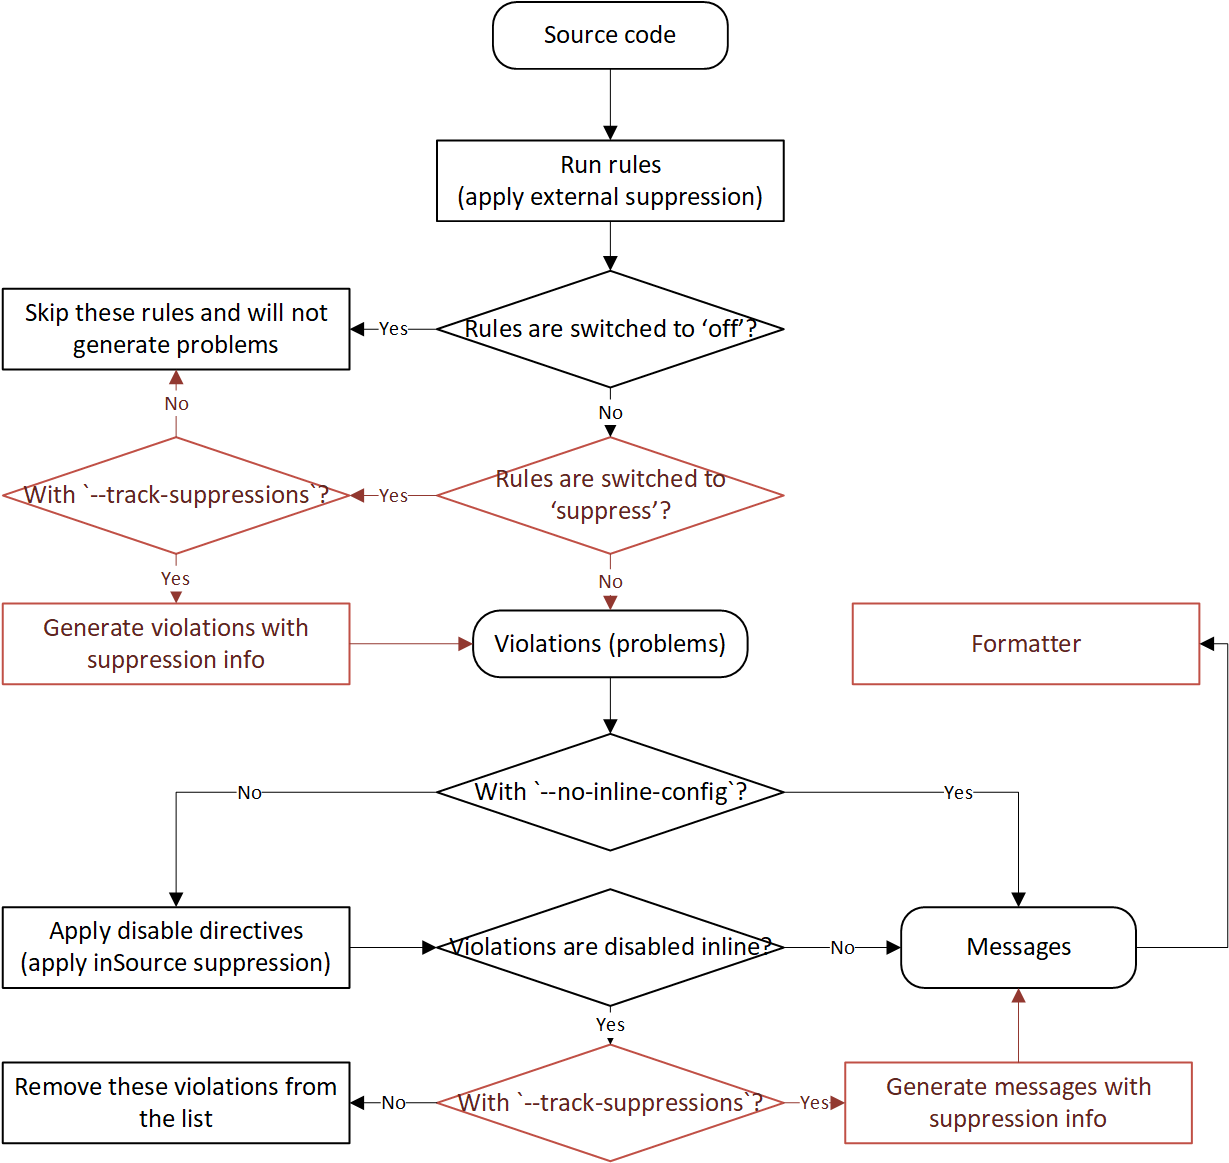 Source code
Run rules
(apply external suppression)
Skip these rules and will not
generate problems
Yes
Rules are switched to ‘off’?
No
No
With `--track-suppressions`?
Yes
Rules are switched to
‘suppress’?
Yes
No
Generate violations with
suppression info
Violations (problems)
Formatter
No
With `--no-inline-config`?
Yes
Apply disable directives
(apply inSource suppression)
Violations are disabled inline?
No
Messages
Yes
Remove these violations from
the list
No
With `--track-suppressions`?
Yes
Generate messages with
suppression info